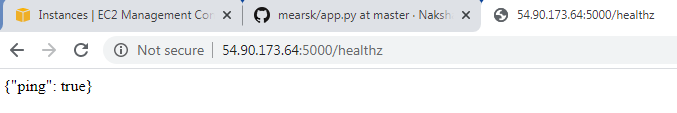 Instances | EC2 Management Con
mearsk/app.py at master · Naksh
54.90.173.64:5000/healthz
Not secure | 54.90.173.64:5000/healthz
{"ping": true}